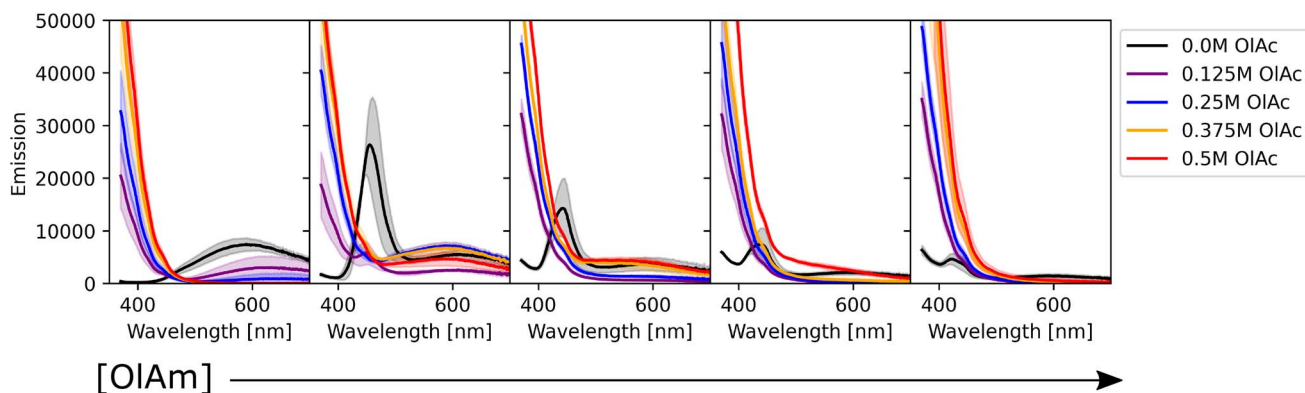 50000
40000
30000
20000
10000
0
Emission
400 600
400 600
400 600
400 600
400 600
Wavelength [nm]
Wavelength [nm]
Wavelength [nm]
Wavelength [nm]
Wavelength [nm]
0.0M OlAc
0.125M OlAc
0.25M OlAc
0.375M OlAc
0.5M OlAc
[OlAm]